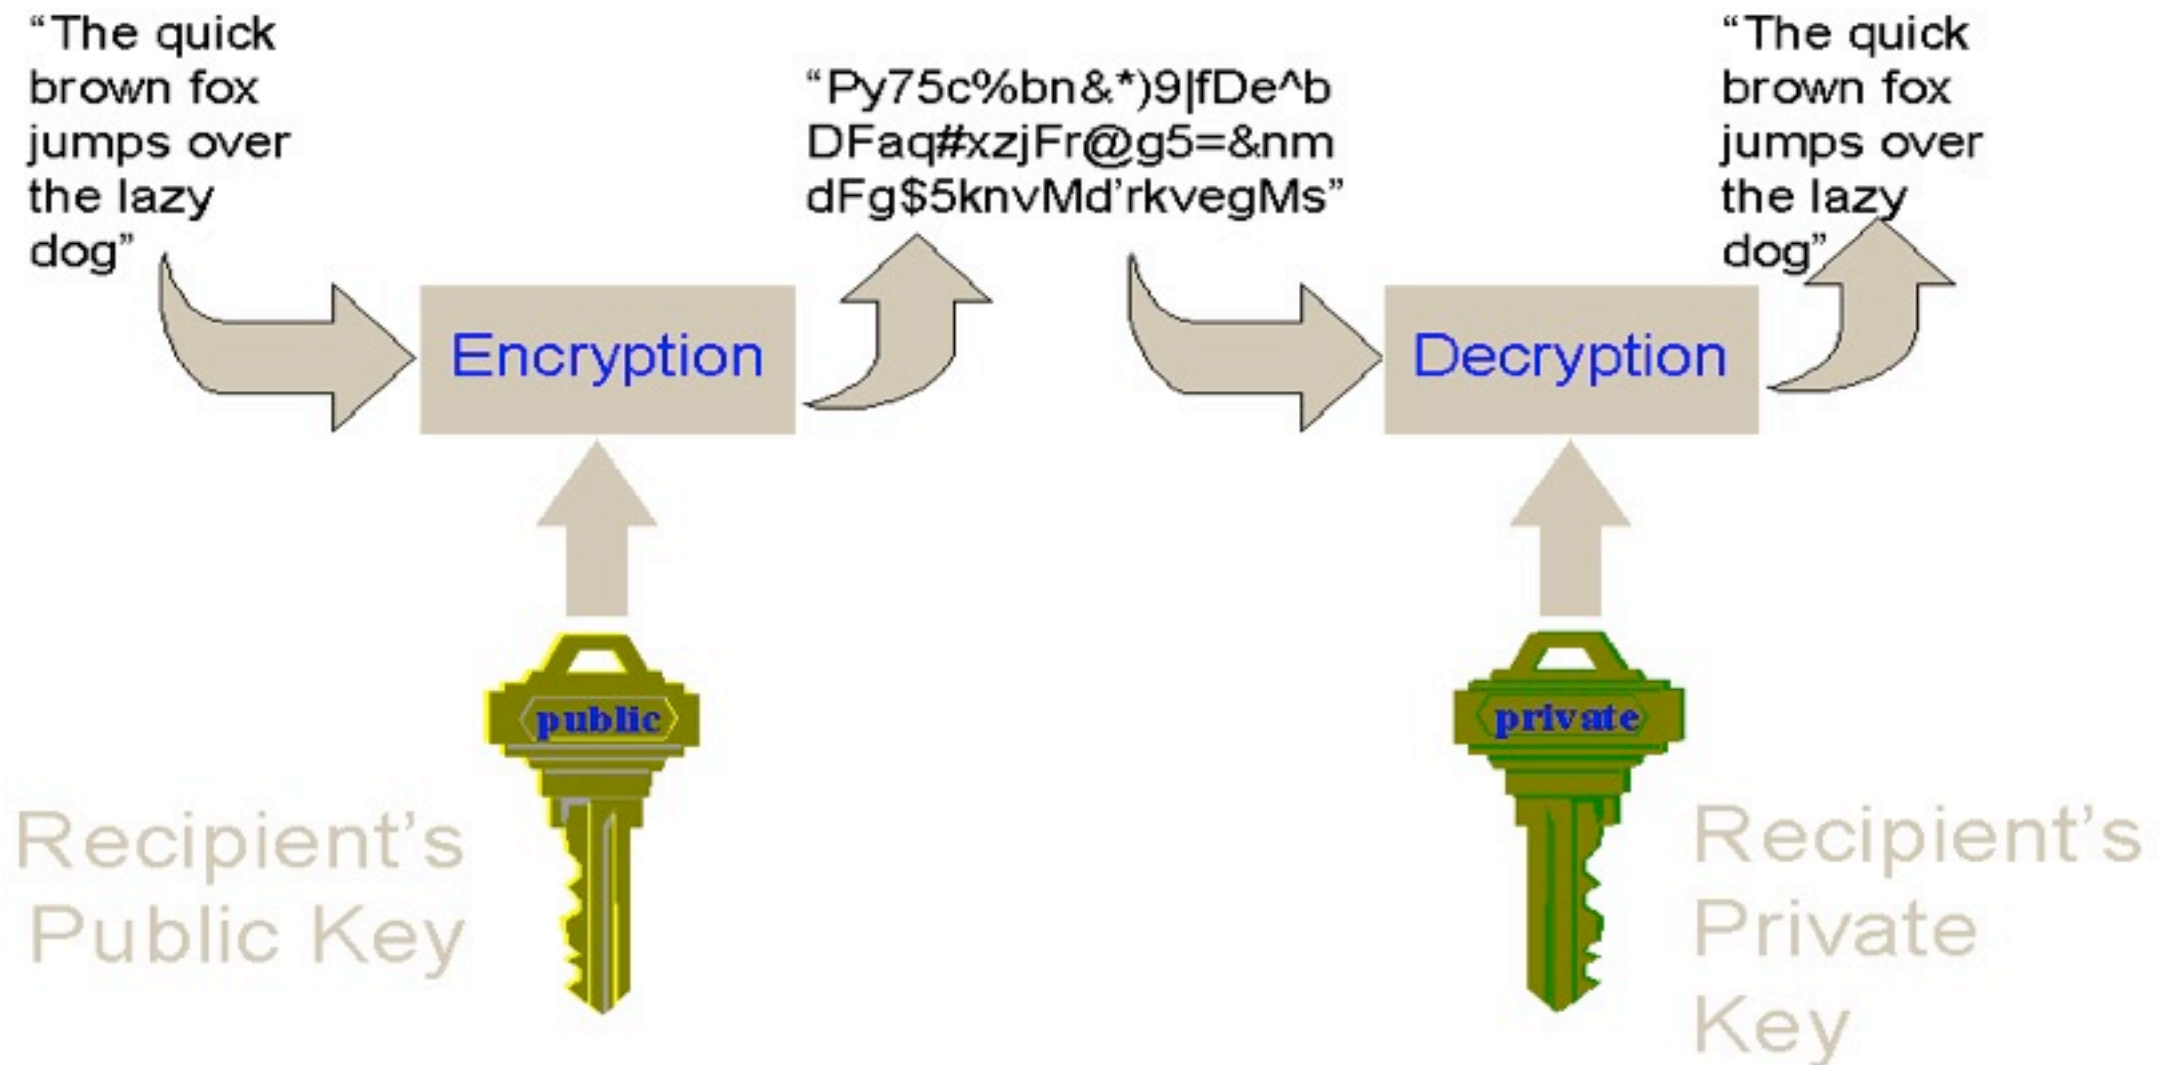 “The quick
brown fox
jumps over
the lazy
dog”
Encryption
“Py75c%bn&*)9|fDe^b
DFaq#xzjFr@g5=&nm
dFg$5knvMd’rkvegMs”
Decryption
“The quick
brown fox
jumps over
the lazy
dog”
public
Recipient’s
Public Key
private
Recipient’s
Private
Key